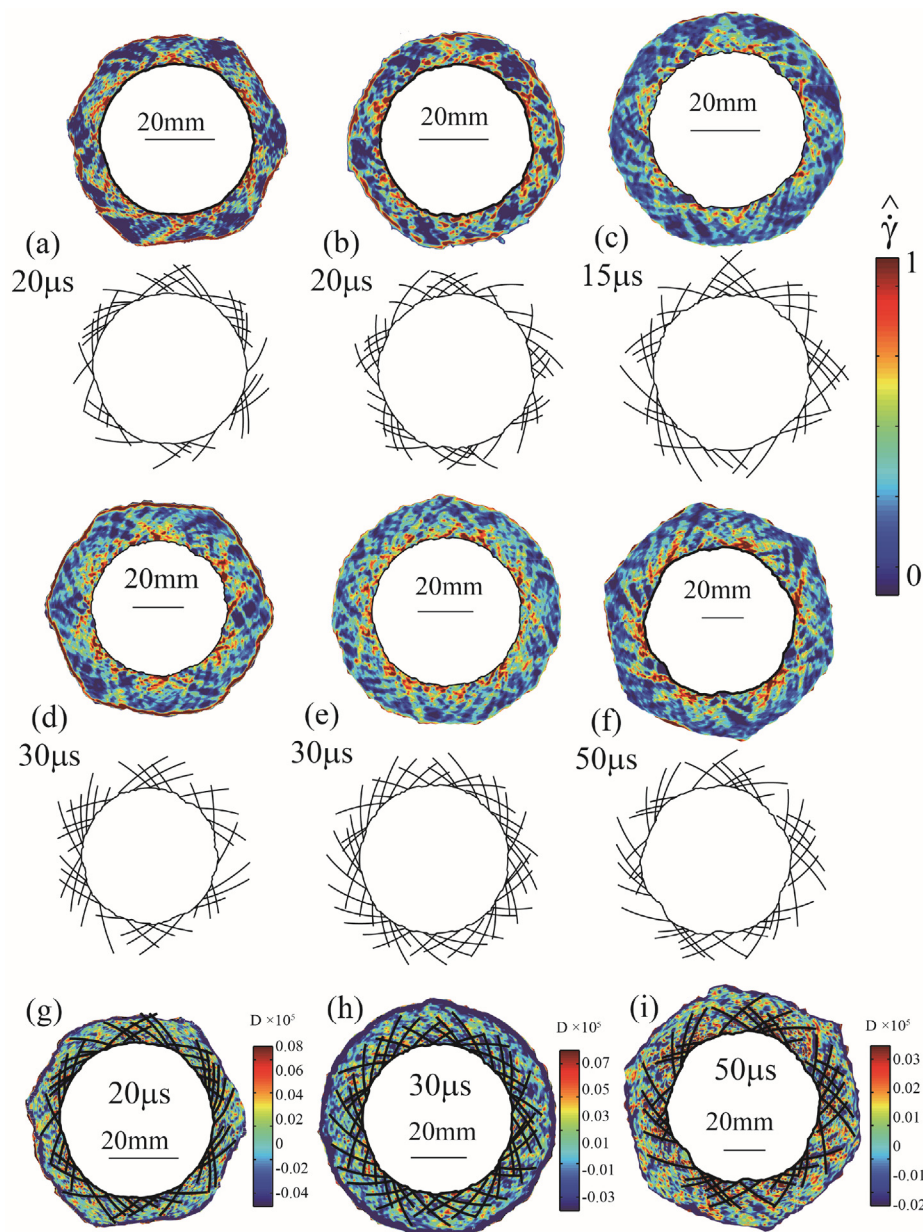 20mm
20mm
20mm
(a)
(b)
(c)
^
γ̇
1
0
20μs
20μs
15μs
20mm
20mm
20mm
(d)
(e)
(f)
30μs
30μs
50μs
(g)
(h)
(i)
D ×10⁵
D ×10⁵
D ×10⁵
20μs
20mm
0.08
0.06
0.04
0.02
0
-0.02
-0.04
30μs
20mm
0.07
0.05
0.03
0.01
-0.01
-0.03
50μs
20mm
0.03
0.02
0.01
0
-0.01
-0.02